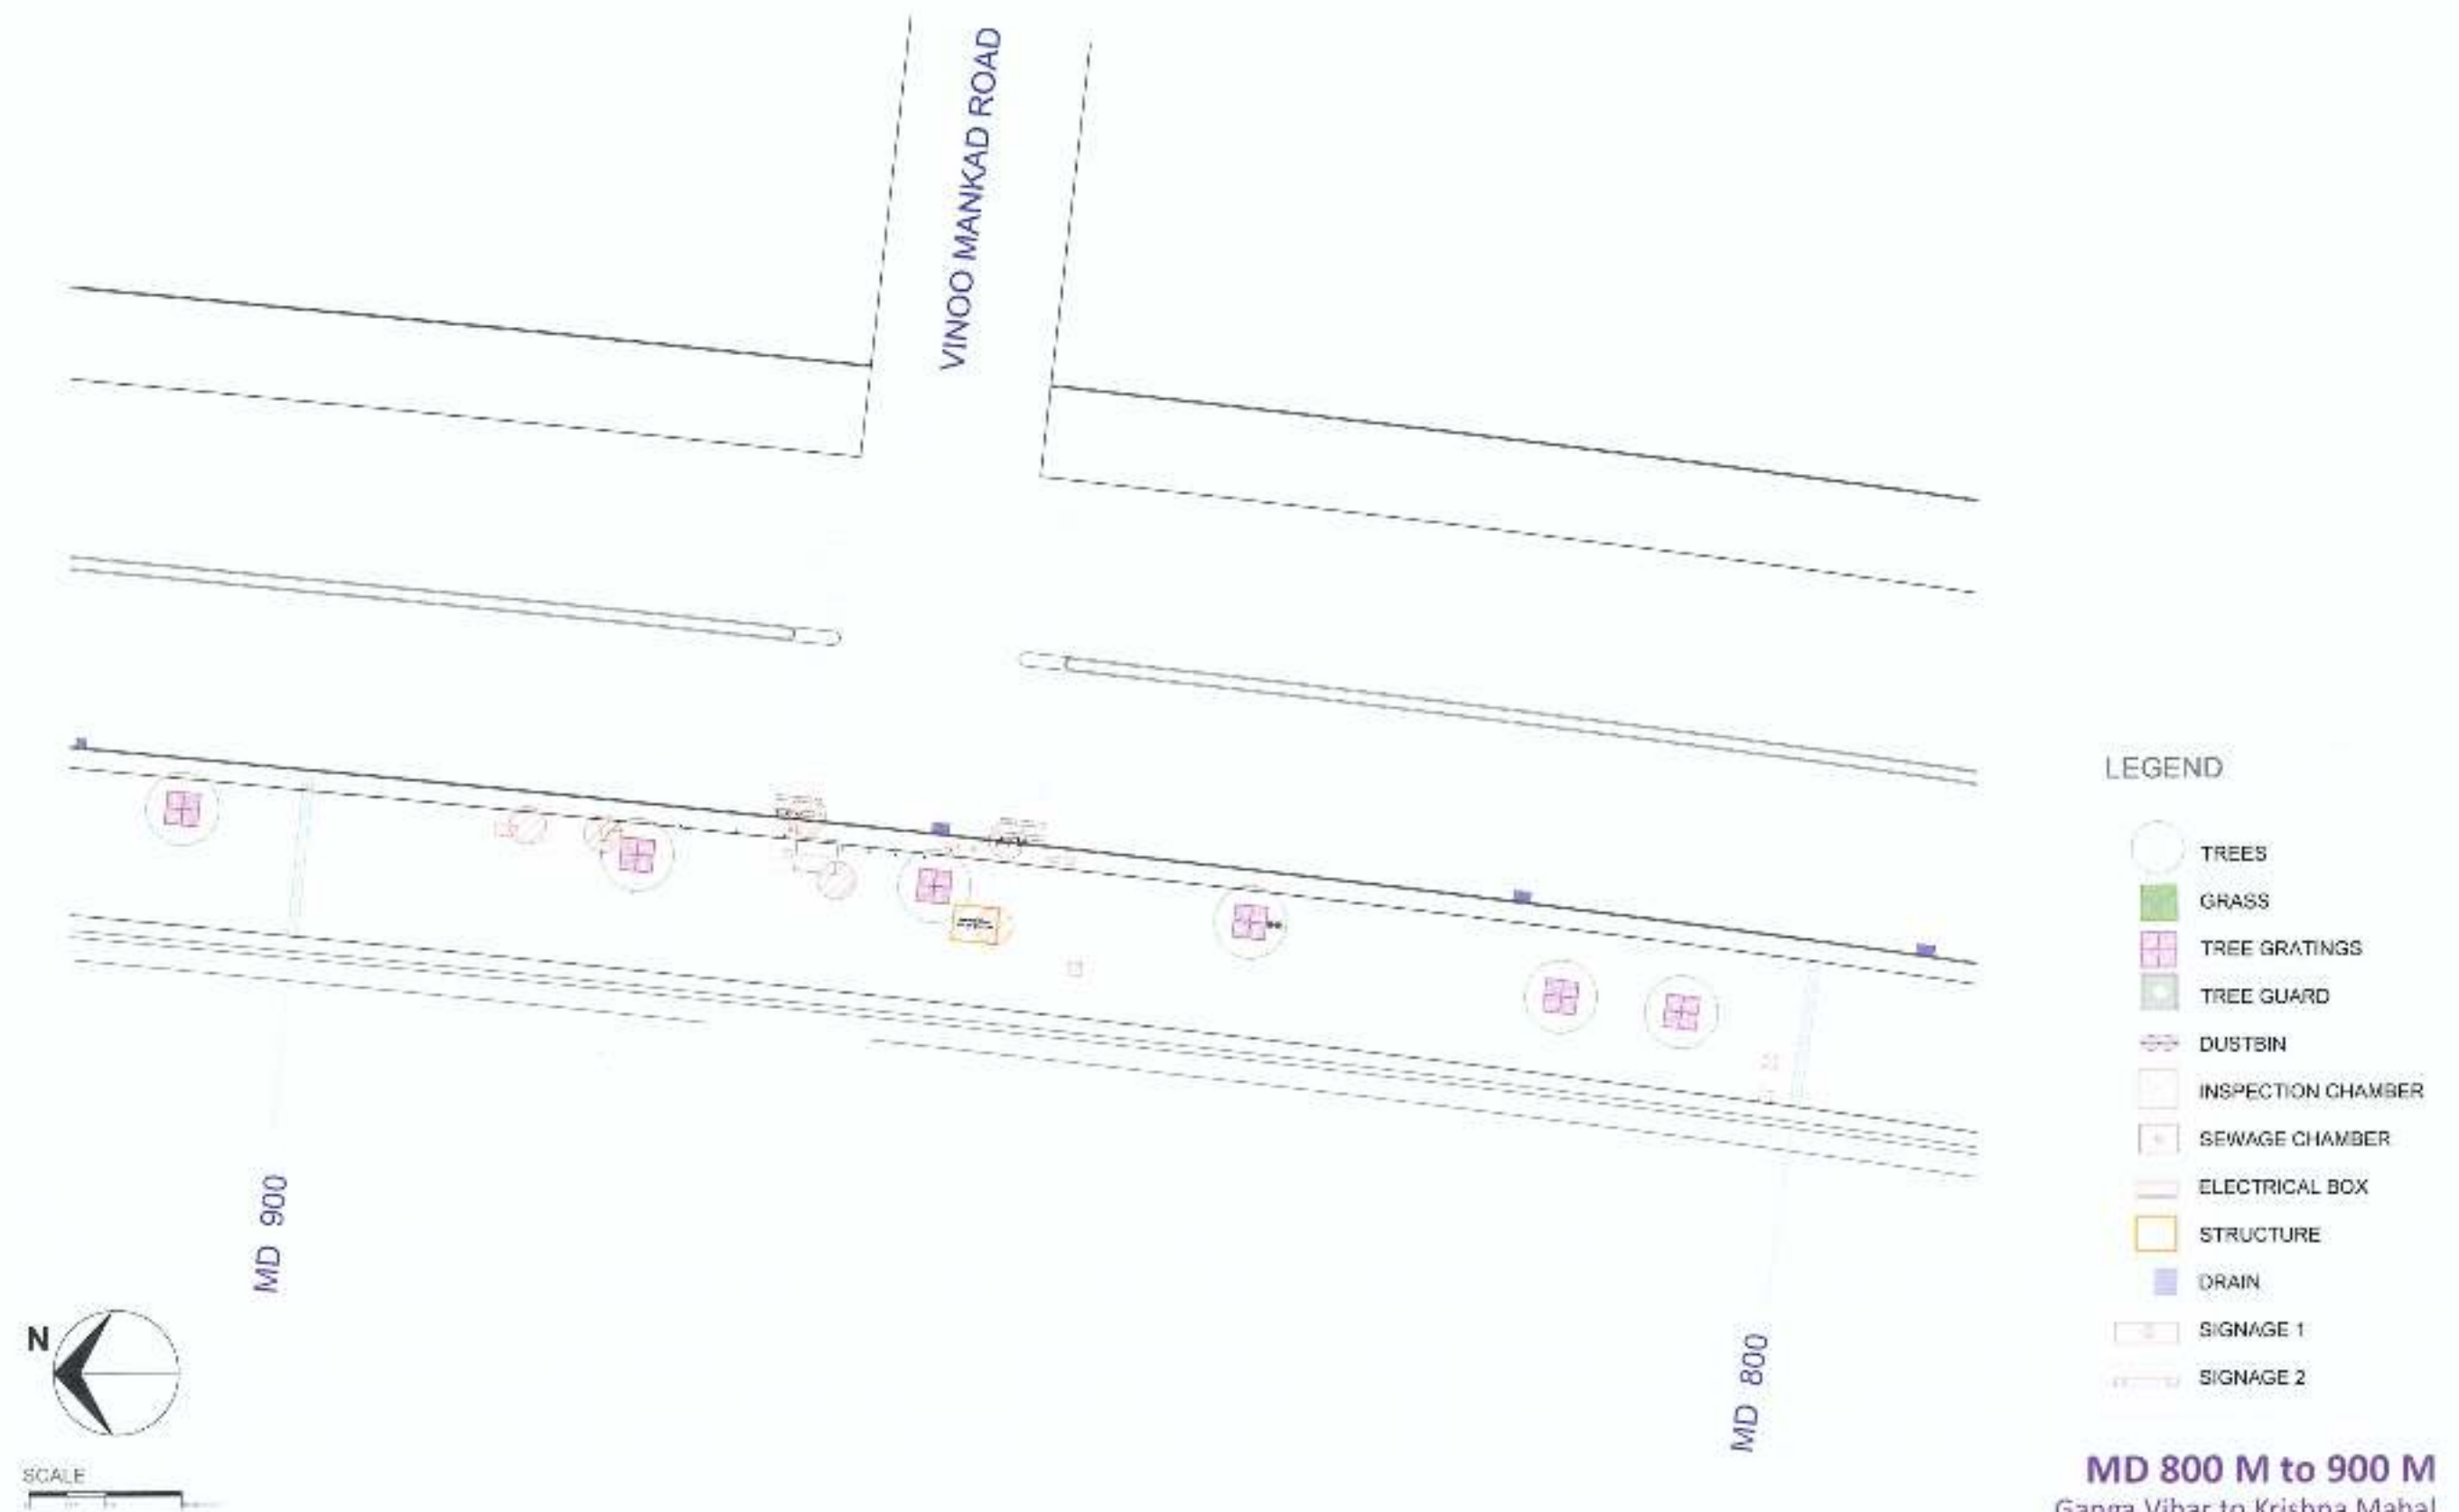 VINOO MANKAD ROAD
LEGEND
TREES
GRASS
TREE GRATINGS
TREE GUARD
DUSTBIN
INSPECTION CHAMBER
SEWAGE CHAMBER
ELECTRICAL BOX
STRUCTURE
DRAIN
SIGNAGE 1
SIGNAGE 2
MD 900
MD 800
N
SCALE
MD 800 M to 900 M
Ganga Vihar to Krishna Mahal